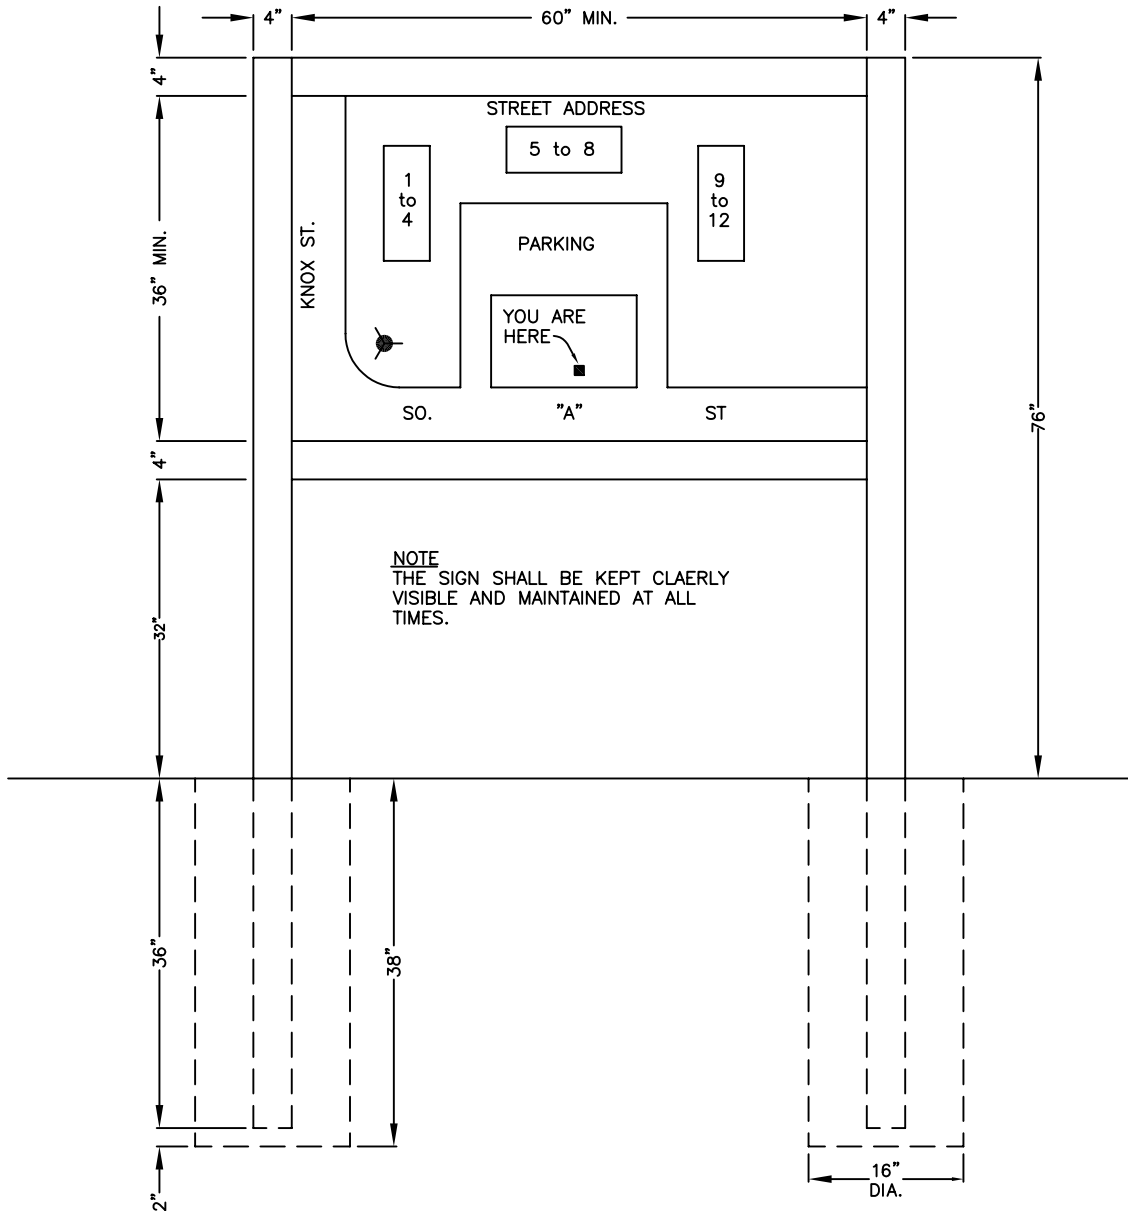 4” 60” MIN. 4”
4”
STREET ADDRESS
5 to 8
1
to
4
9
to
12
PARKING
KNOX ST.
36” MIN.
YOU ARE
HERE
SO. ”A” ST
76”
4”
NOTE
THE SIGN SHALL BE KEPT CLAERLY
VISIBLE AND MAINTAINED AT ALL
TIMES.
32”
36”
38”
2”
16”
DIA.